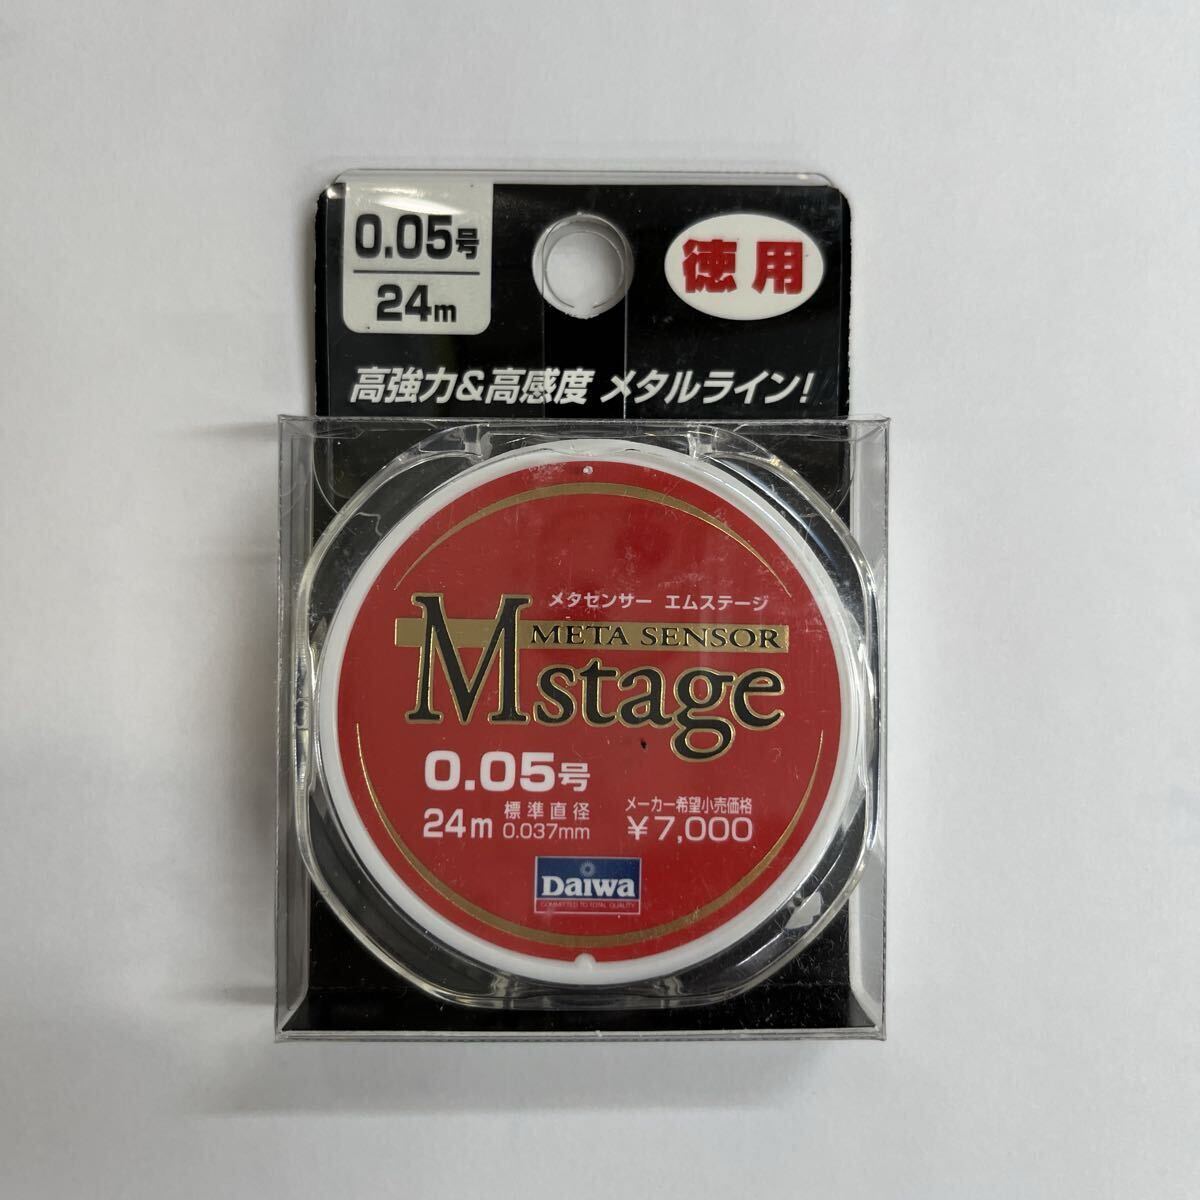 0.05号
24m
徳用
高強力&高感度 メタルライン!
メタセンサー エムステージ
META SENSOR
Mstage
0.05号
24m 標準直径 0.037mm
メーカー希望小売価格
¥7,000
DAIWA
COMMITTED TO TOTAL QUALITY